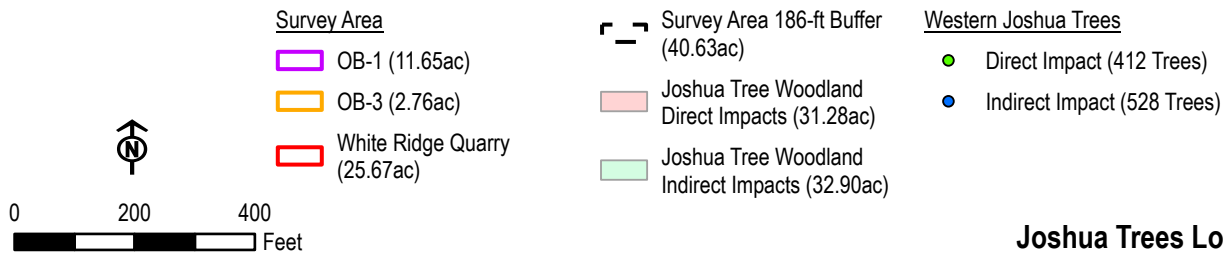 Survey Area
OB-1 (11.65ac)
OB-3 (2.76ac)
White Ridge Quarry
(25.67ac)
Survey Area 186-ft Buffer
(40.63ac)
Joshua Tree Woodland
Direct Impacts (31.28ac)
Joshua Tree Woodland
Indirect Impacts (32.90ac)
Western Joshua Trees
Direct Impact (412 Trees)
Indirect Impact (528 Trees)
N
0 200 400
Feet
Joshua Trees Lo